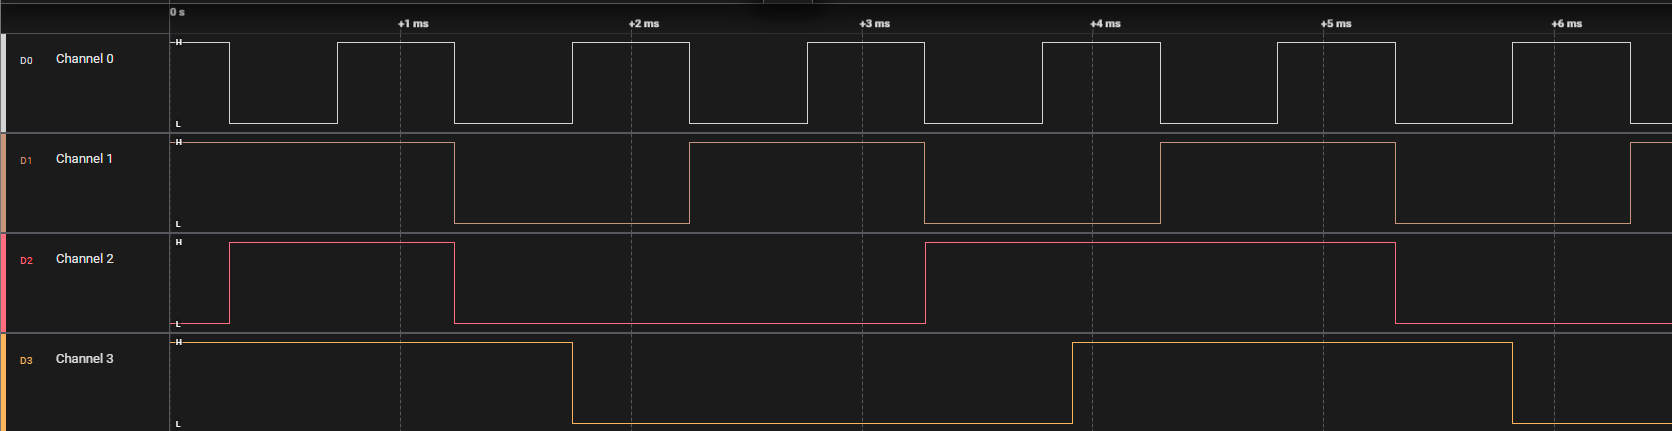 0 s
+1 ms +2 ms +3 ms +4 ms +5 ms +6 ms
H
D0 Channel 0
L
H
D1 Channel 1
L
H
D2 Channel 2
L
H
D3 Channel 3
L